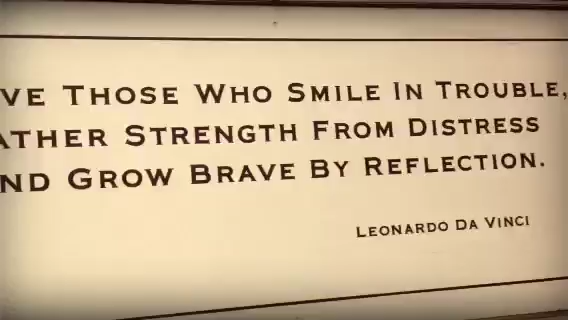 VE THOSE WHO SMILE IN TROUBLE,
ATHER STRENGTH FROM DISTRESS
ND GROW BRAVE BY REFLECTION.
LEONARDO DA VINCI